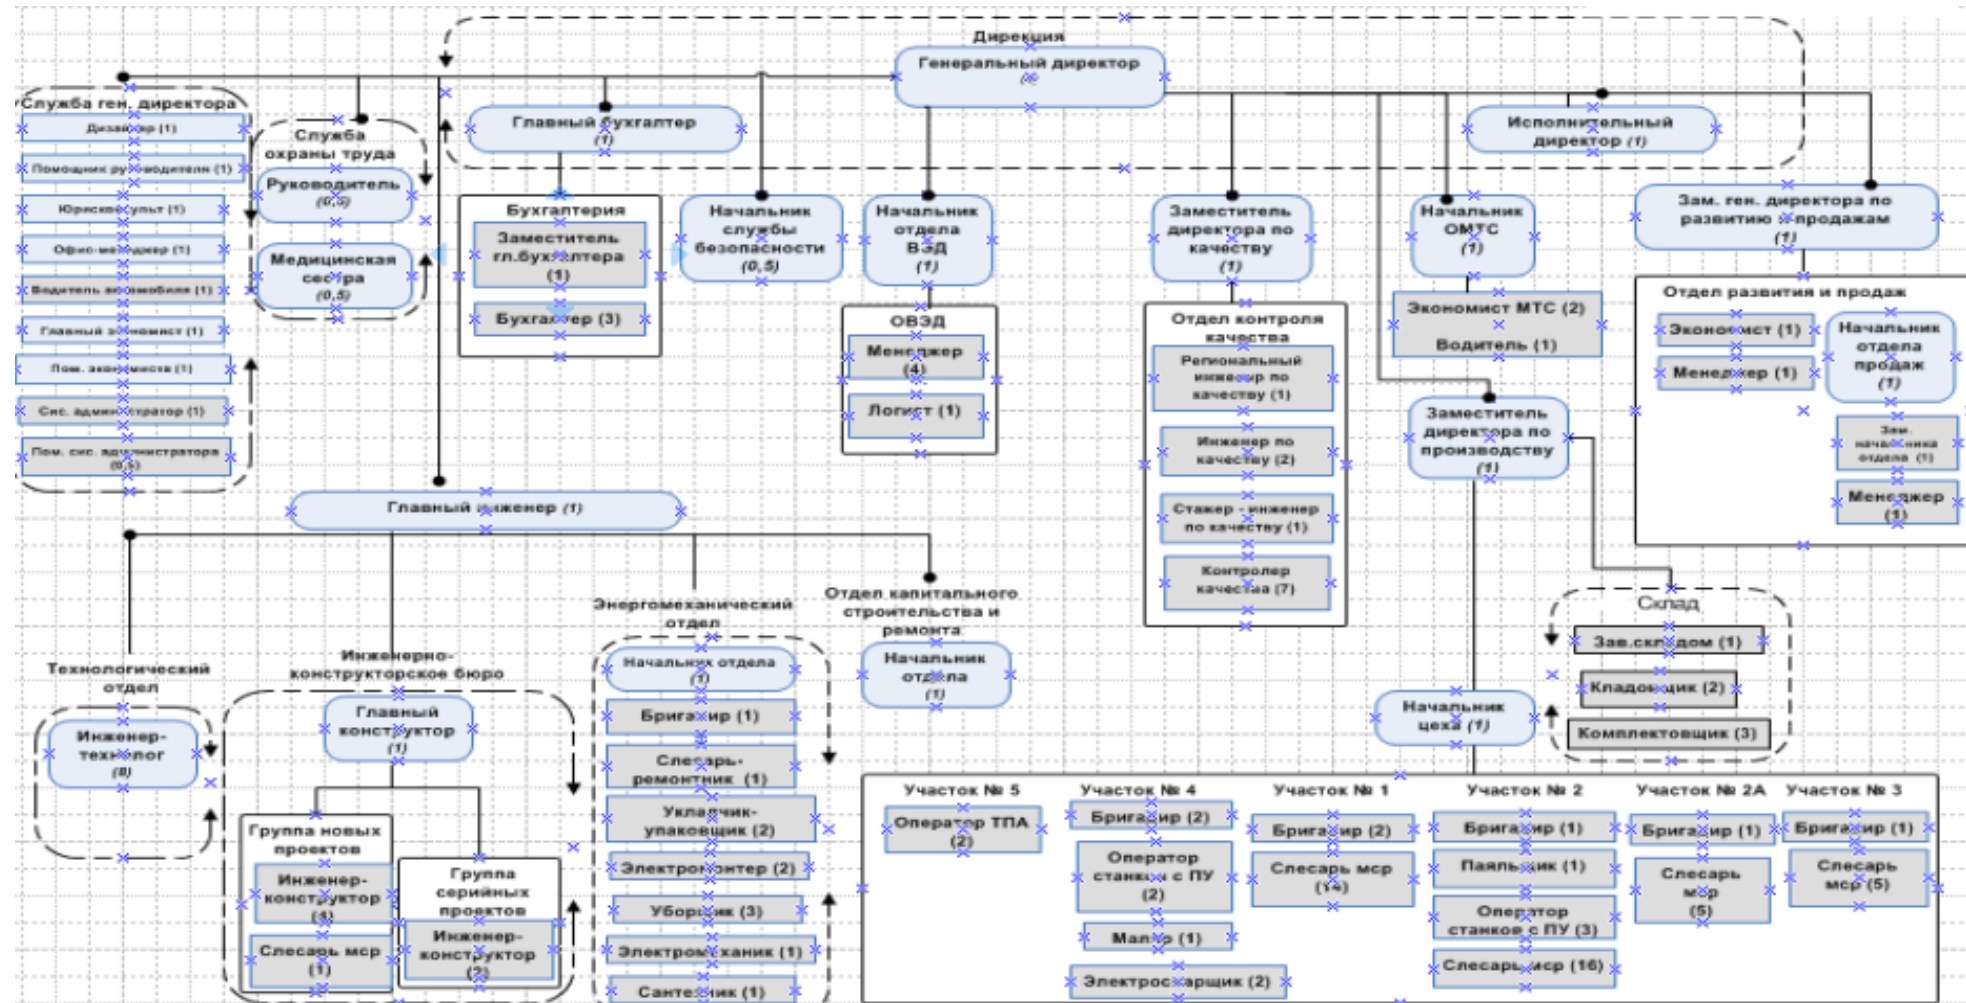 Дирекция
Генеральный директор
Служба ген. директора
Дизайнер (1)
Помощник руководителя (1)
Юрисконсульт (1)
Офис-менеджер (1)
Водитель автомобиля (1)
Главный экономист (1)
Пом. экономиста (1)
Сис. администратор (1)
Пом. сис. администратора
(0,5)
Служба
охраны труда
Руководитель
(0,5)
Медицинская
сестра
(0,5)
Главный бухгалтер
(1)
Бухгалтерия
Заместитель
гл.бухгалтера
(1)
Бухгалтер (3)
Начальник
службы
безопасности
(0,5)
Начальник
отдела
ВЭД
(1)
ОВЭД
Менеджер
(4)
Логист (1)
Заместитель
директора по
качеству
(1)
Отдел контроля
качества
Региональный
инженер по
качеству (1)
Инженер по
качеству (2)
Стажер - инженер
по качеству (1)
Контролер
качества (7)
Исполнительный
директор (1)
Начальник
ОМТС
(1)
Экономист МТС (2)
Водитель (1)
Зам. ген. директора по
развитию и продажам
(1)
Отдел развития и продаж
Экономист (1)
Менеджер (1)
Начальник
отдела
продаж
(1)
Зам.
начальника
отдела (1)
Менеджер
(1)
Заместитель
директора по
производству
(1)
Склад
Зав.складом (1)
Кладовщик (2)
Комплектовщик (3)
Начальник
цеха (1)
Главный инженер (1)
Технологический
отдел
Инженер-
технолог
(8)
Инженерно-
конструкторское бюро
Главный
конструктор
(1)
Группа новых
проектов
Инженер-
конструктор
(4)
Слесарь мср
(1)
Группа
серийных
проектов
Инженер-
конструктор
(2)
Энергомеханический
отдел
Начальник отдела
(1)
Бригадир (1)
Слесарь-
ремонтник (1)
Укладчик-
упаковщик (2)
Электромонтер (2)
Уборщик (3)
Электромеханик (1)
Сантехник (1)
Отдел капитального
строительства и
ремонта.
Начальник
отдела
(1)
Участок № 5
Оператор ТПА
(2)
Участок № 4
Бригадир (2)
Оператор
станков с ПУ
(2)
Маляр (1)
Электросварщик (2)
Участок № 1
Бригадир (2)
Слесарь мср
(14)
Участок № 2
Бригадир (1)
Паяльщик (1)
Оператор
станков с ПУ (3)
Слесарь мср (16)
Участок № 2А
Бригадир (1)
Слесарь
мср
(5)
Участок № 3
Бригадир (1)
Слесарь
мср (5)